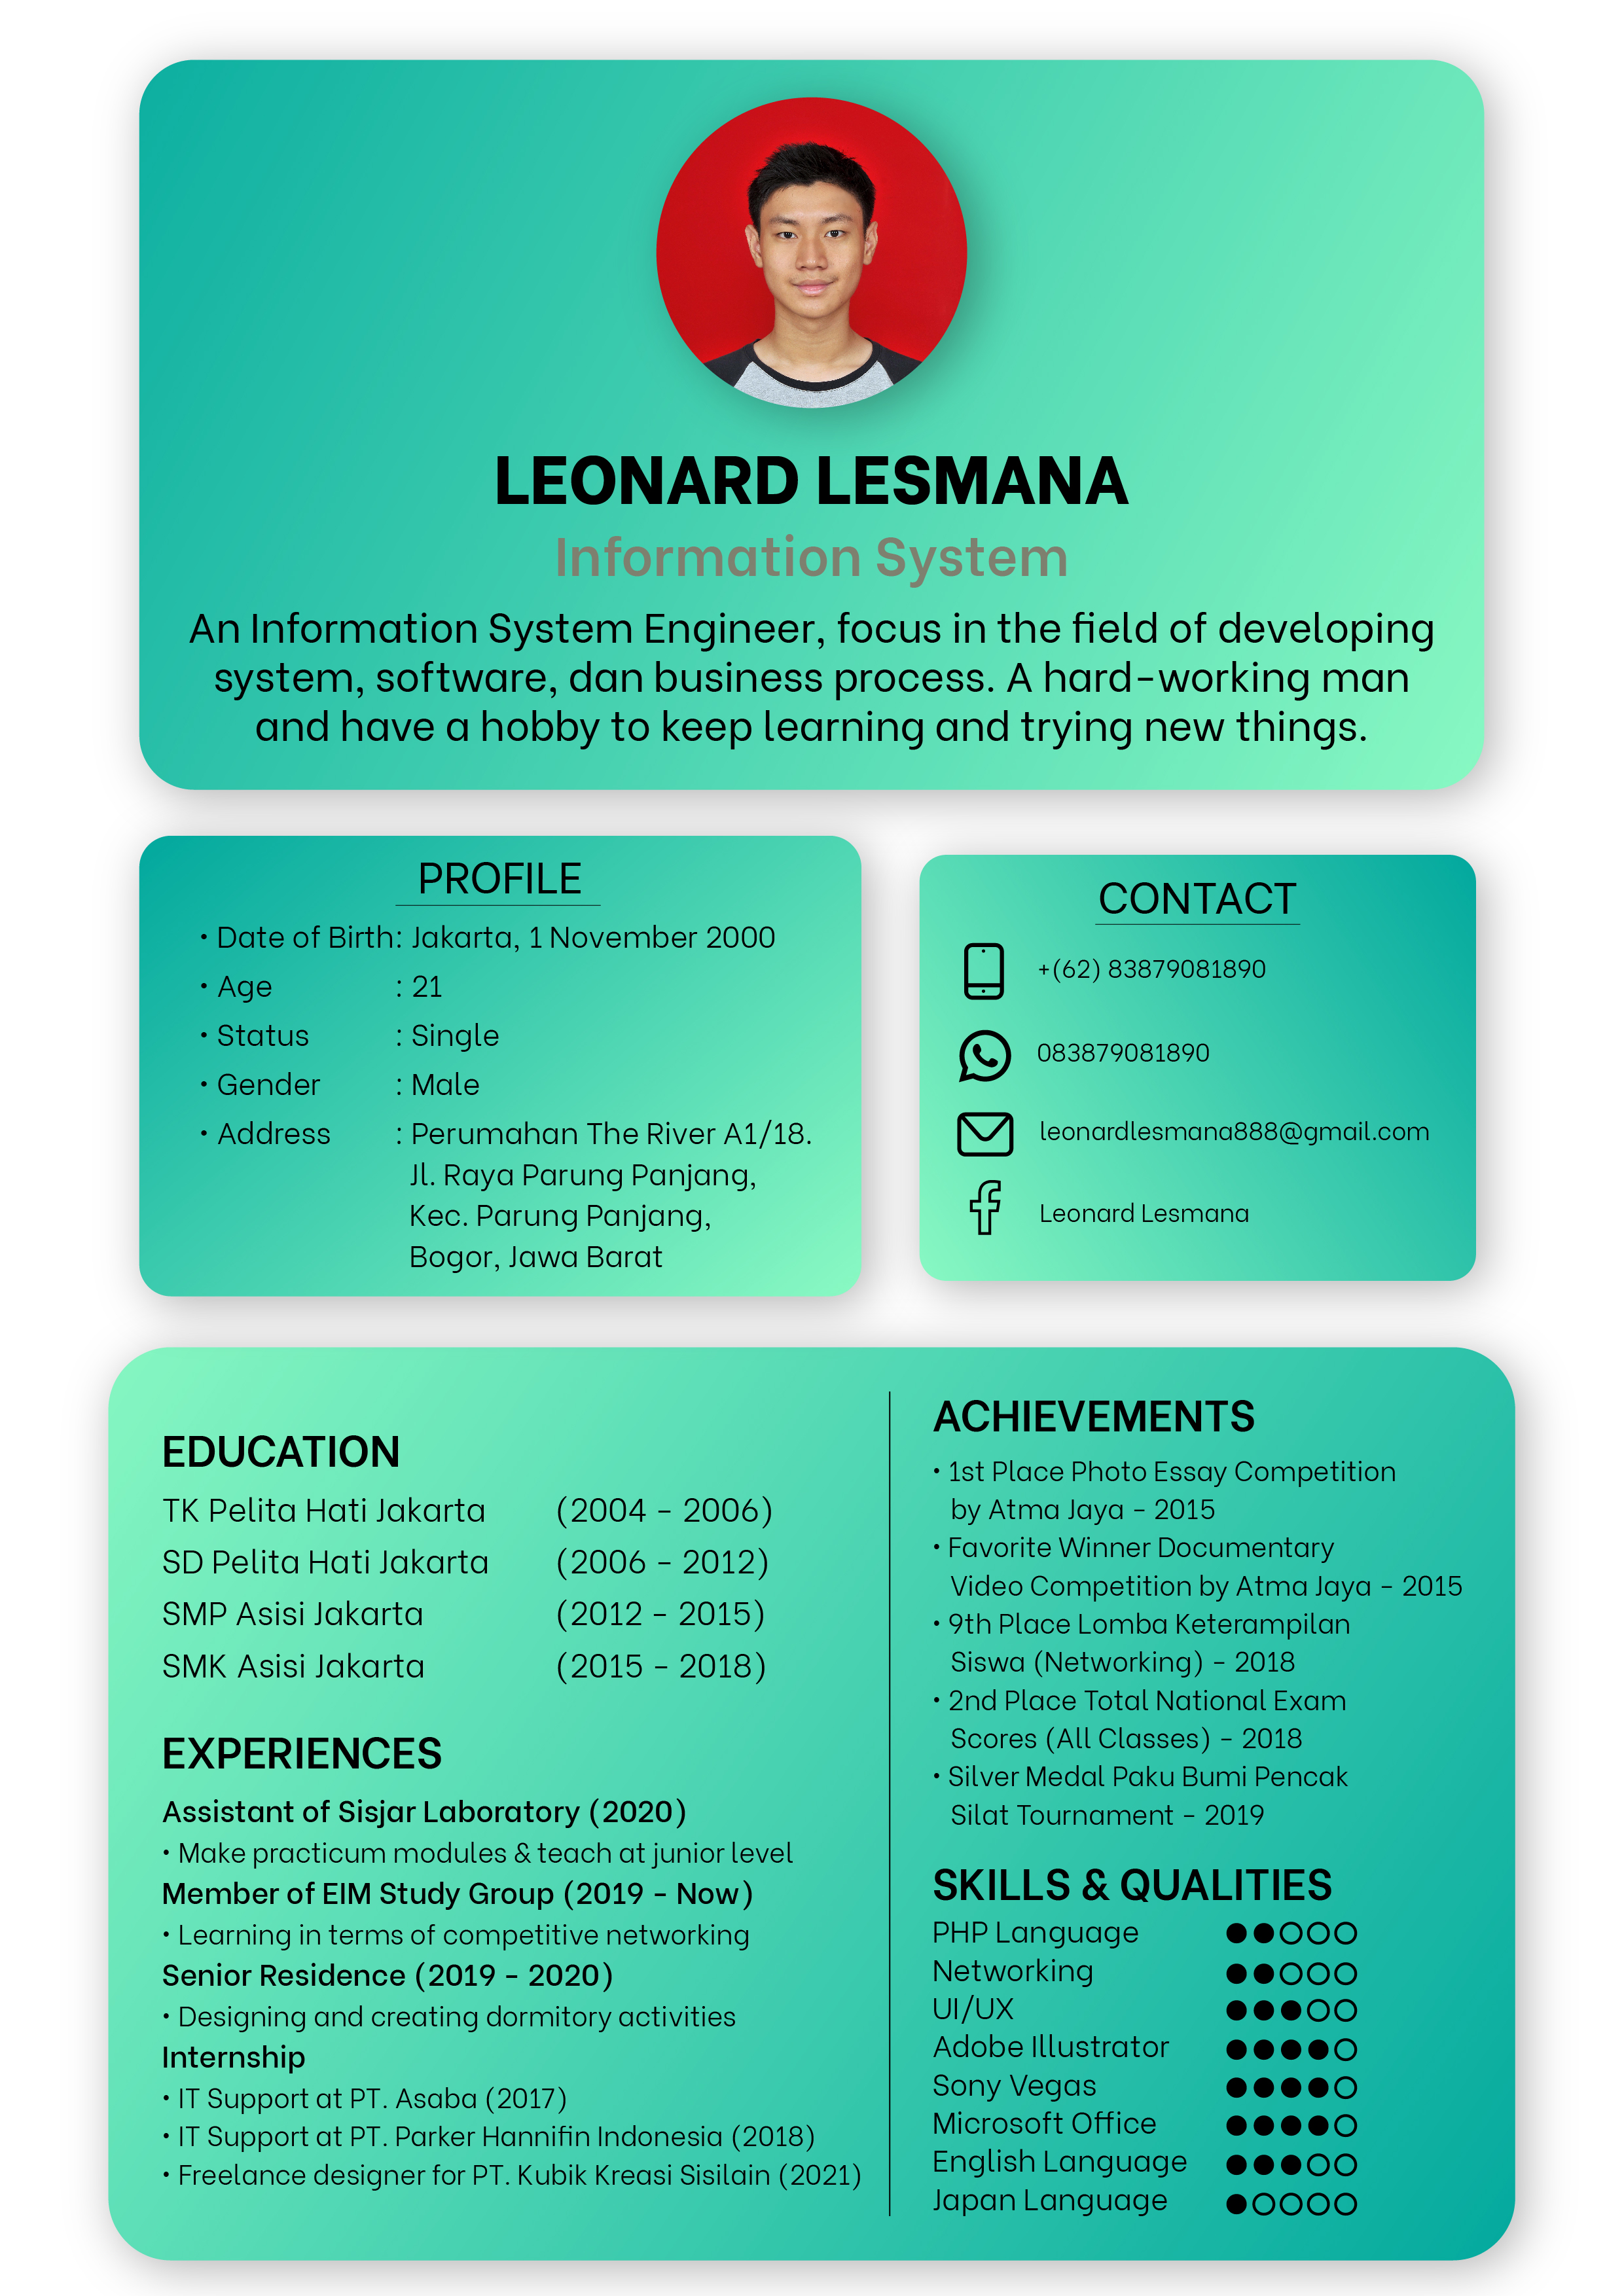 LEONARD LESMANA
Information System
An Information System Engineer, focus in the field of developing
system, software, dan business process. A hard-working man
and have a hobby to keep learning and trying new things.
PROFILE
• Date of Birth: Jakarta, 1 November 2000
• Age : 21
• Status : Single
• Gender : Male
• Address : Perumahan The River A1/18.
Jl. Raya Parung Panjang,
Kec. Parung Panjang,
Bogor, Jawa Barat
CONTACT
+(62) 83879081890
083879081890
leonardlesmana888@gmail.com
Leonard Lesmana
EDUCATION
TK Pelita Hati Jakarta (2004 - 2006)
SD Pelita Hati Jakarta (2006 - 2012)
SMP Asisi Jakarta (2012 - 2015)
SMK Asisi Jakarta (2015 - 2018)
EXPERIENCES
Assistant of Sisjar Laboratory (2020)
• Make practicum modules & teach at junior level
Member of EIM Study Group (2019 - Now)
• Learning in terms of competitive networking
Senior Residence (2019 - 2020)
• Designing and creating dormitory activities
Internship
• IT Support at PT. Asaba (2017)
• IT Support at PT. Parker Hannifin Indonesia (2018)
• Freelance designer for PT. Kubik Kreasi Sisilain (2021)
ACHIEVEMENTS
• 1st Place Photo Essay Competition
by Atma Jaya - 2015
• Favorite Winner Documentary
Video Competition by Atma Jaya - 2015
• 9th Place Lomba Keterampilan
Siswa (Networking) - 2018
• 2nd Place Total National Exam
Scores (All Classes) - 2018
• Silver Medal Paku Bumi Pencak
Silat Tournament - 2019
SKILLS & QUALITIES
PHP Language
Networking
UI/UX
Adobe Illustrator
Sony Vegas
Microsoft Office
English Language
Japan Language